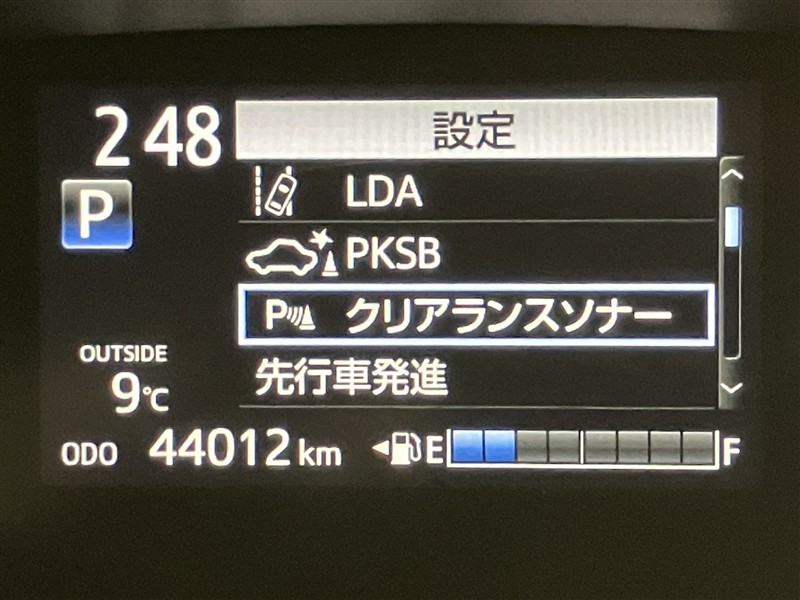 2 48
設定
LDA
P
PKSB
P クリアランスソナー
OUTSIDE
先行車発進
9℃
ODO 44012 km
E F